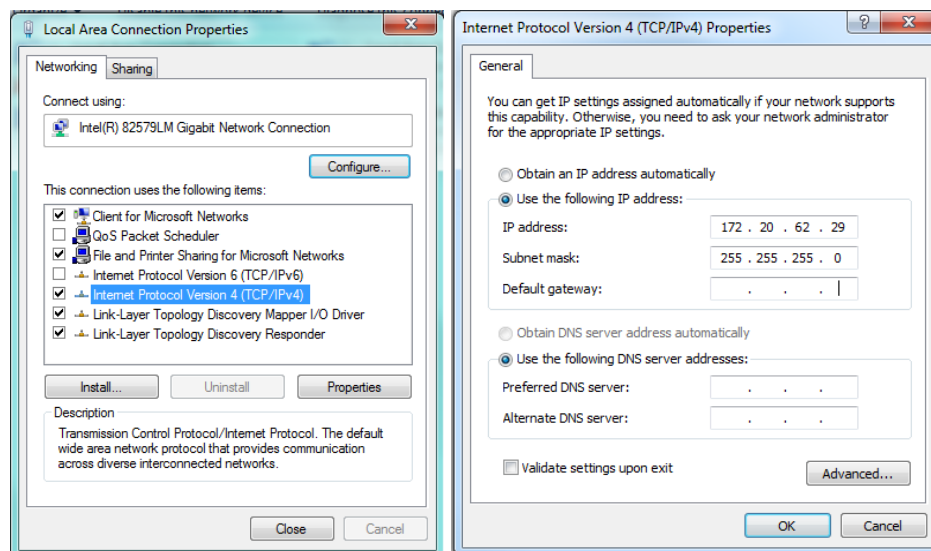 Local Area Connection Properties
Networking
Sharing
Connect using:
Intel(R) 82579LM Gigabit Network Connection
Configure...
This connection uses the following items:
Client for Microsoft Networks
QoS Packet Scheduler
File and Printer Sharing for Microsoft Networks
Internet Protocol Version 6 (TCP/IPv6)
Internet Protocol Version 4 (TCP/IPv4)
Link-Layer Topology Discovery Mapper I/O Driver
Link-Layer Topology Discovery Responder
Install...
Uninstall
Properties
Description
Transmission Control Protocol/Internet Protocol. The default
wide area network protocol that provides communication
across diverse interconnected networks.
Close
Cancel
Internet Protocol Version 4 (TCP/IPv4) Properties
General
You can get IP settings assigned automatically if your network supports
this capability. Otherwise, you need to ask your network administrator
for the appropriate IP settings.
Obtain an IP address automatically
Use the following IP address:
IP address: 172 . 20 . 62 . 29
Subnet mask: 255 . 255 . 255 . 0
Default gateway: . . .
Obtain DNS server address automatically
Use the following DNS server addresses:
Preferred DNS server: . . .
Alternate DNS server: . . .
Validate settings upon exit
Advanced...
OK
Cancel